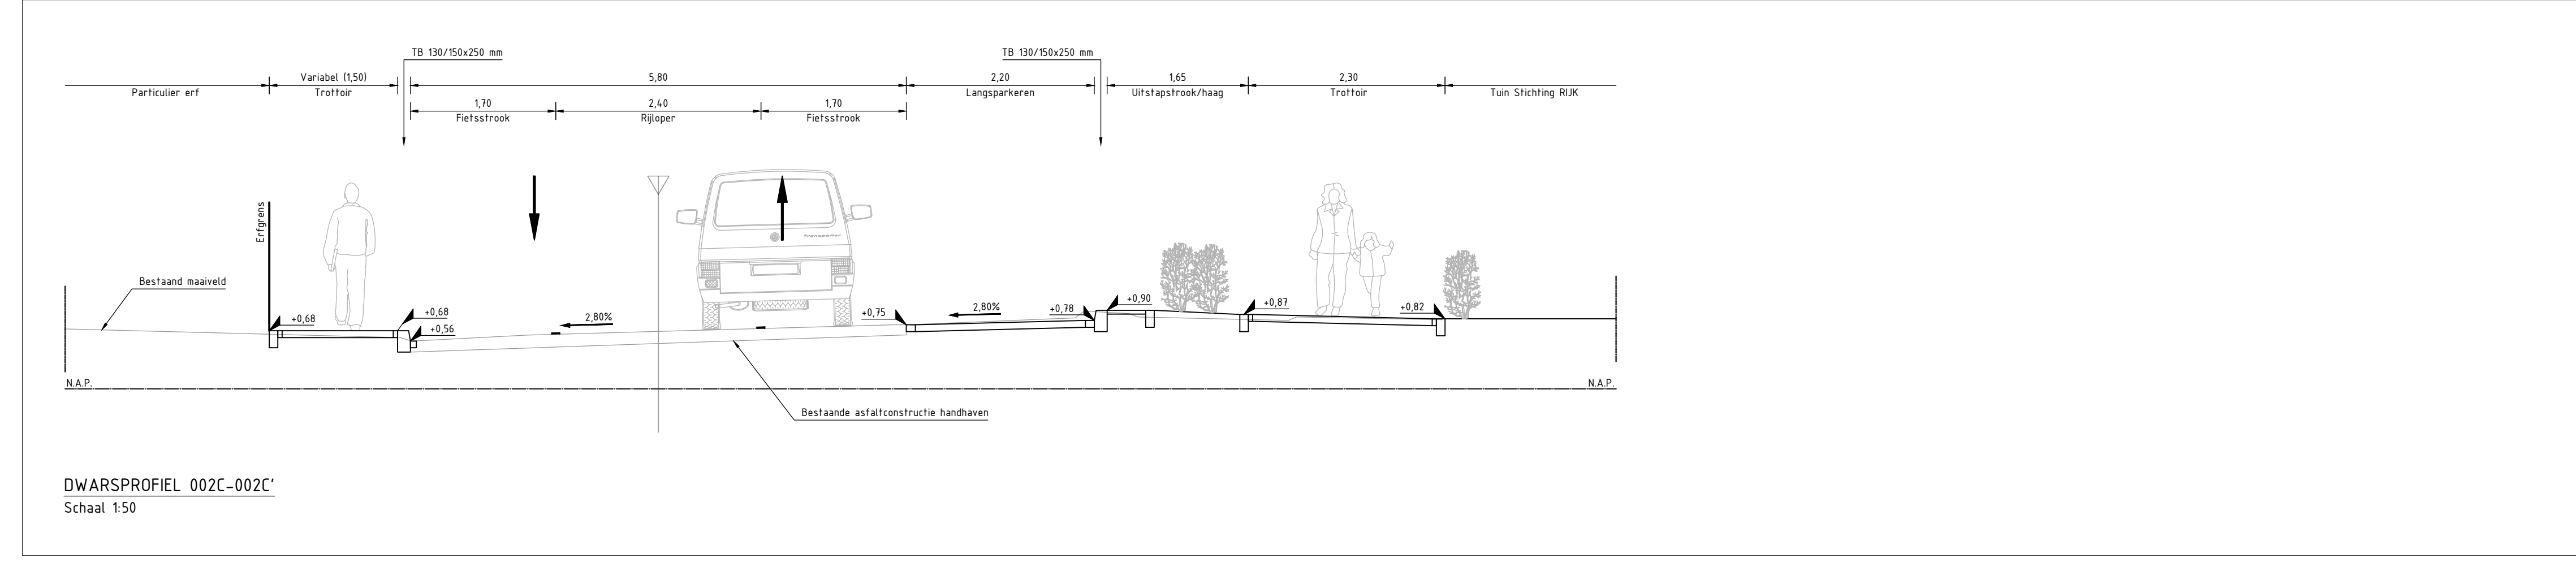 TB 130/150x250 mm
TB 130/150x250 mm
Variabel (1,50)
5,80
2,20
1,65
2,30
Particulier erf
Trottoir
Langsparkeren
Uitstapstrook/haag
Trottoir
Tuin Stichting RIJK
1,70
2,40
1,70
Fietsstrook
Rijloper
Fietsstrook
Erfgrens
Transporter
Bestaand maaiveld
+0,68
+0,68
+0,56
2,80%
+0,75
2,80%
+0,78
+0,90
+0,87
+0,82
N.A.P.
N.A.P.
Bestaande asfaltconstructie handhaven
DWARSPROFIEL 002C-002C'
Schaal 1:50